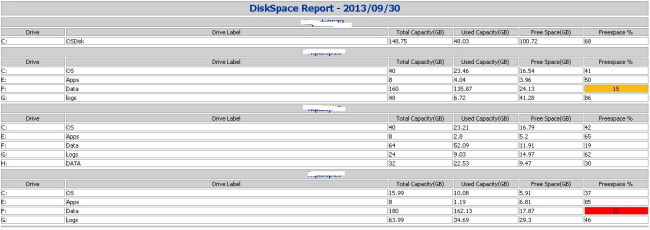 DiskSpace Report - 2013/09/30
Drive Drive Label Total Capacity(GB) Used Capacity(GB) Free Space(GB) Freespace %
C: OSDisk 148.75 48.03 100.72 68
Drive Drive Label Total Capacity(GB) Used Capacity(GB) Free Space(GB) Freespace %
C: OS 40 23.46 16.54 41
E: Apps 8 4.04 3.96 50
F: Data 160 135.87 24.13 15
G: logs 48 6.72 41.28 86
Drive Drive Label Total Capacity(GB) Used Capacity(GB) Free Space(GB) Freespace %
C: OS 40 23.21 16.79 42
E: Apps 8 2.8 5.2 65
F: Data 64 52.09 11.91 19
G: Logs 24 9.03 14.97 62
H: DATA 32 22.53 9.47 30
Drive Drive Label Total Capacity(GB) Used Capacity(GB) Free Space(GB) Freespace %
C: OS 15.99 10.08 5.91 37
E: Apps 8 1.19 6.81 85
F: Data 180 162.13 17.87
G: Logs 63.99 34.69 29.3 46